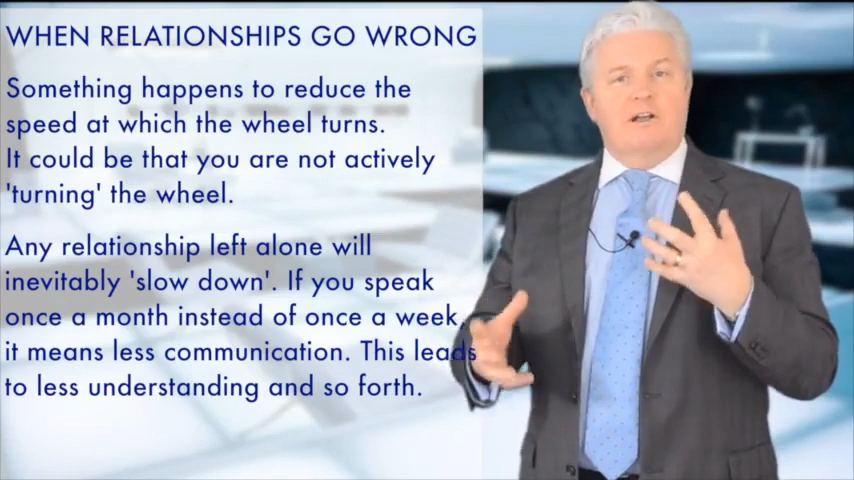 WHEN RELATIONSHIPS GO WRONG
Something happens to reduce the
speed at which the wheel turns.
It could be that you are not actively
'turning' the wheel.
Any relationship left alone will
inevitably 'slow down'. If you speak
once a month instead of once a week,
it means less communication. This leads
to less understanding and so forth.